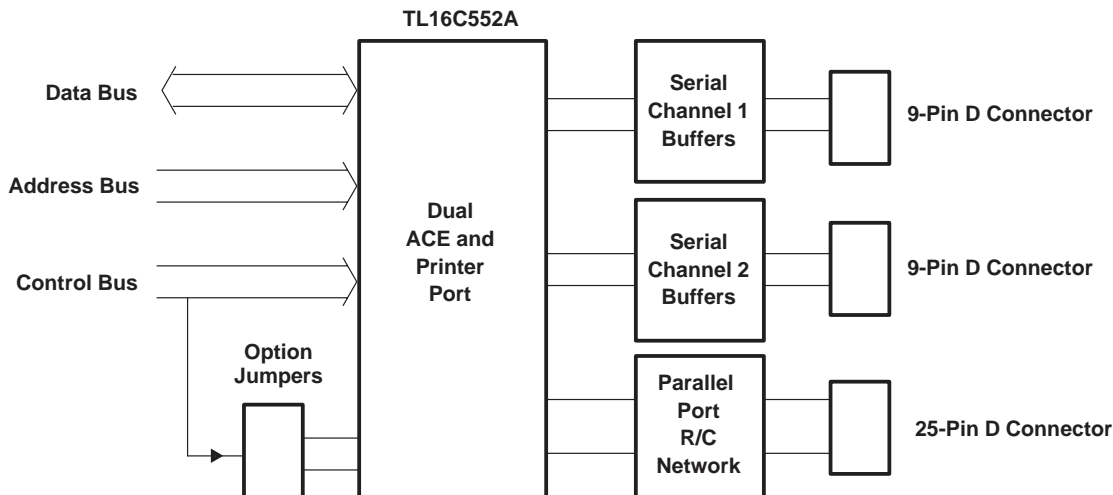 TL16C552A
Data Bus
Address Bus
Control Bus
Option
Jumpers
Dual
ACE and
Printer
Port
Serial
Channel 1
Buffers
9-Pin D Connector
Serial
Channel 2
Buffers
9-Pin D Connector
Parallel
Port
R/C
Network
25-Pin D Connector